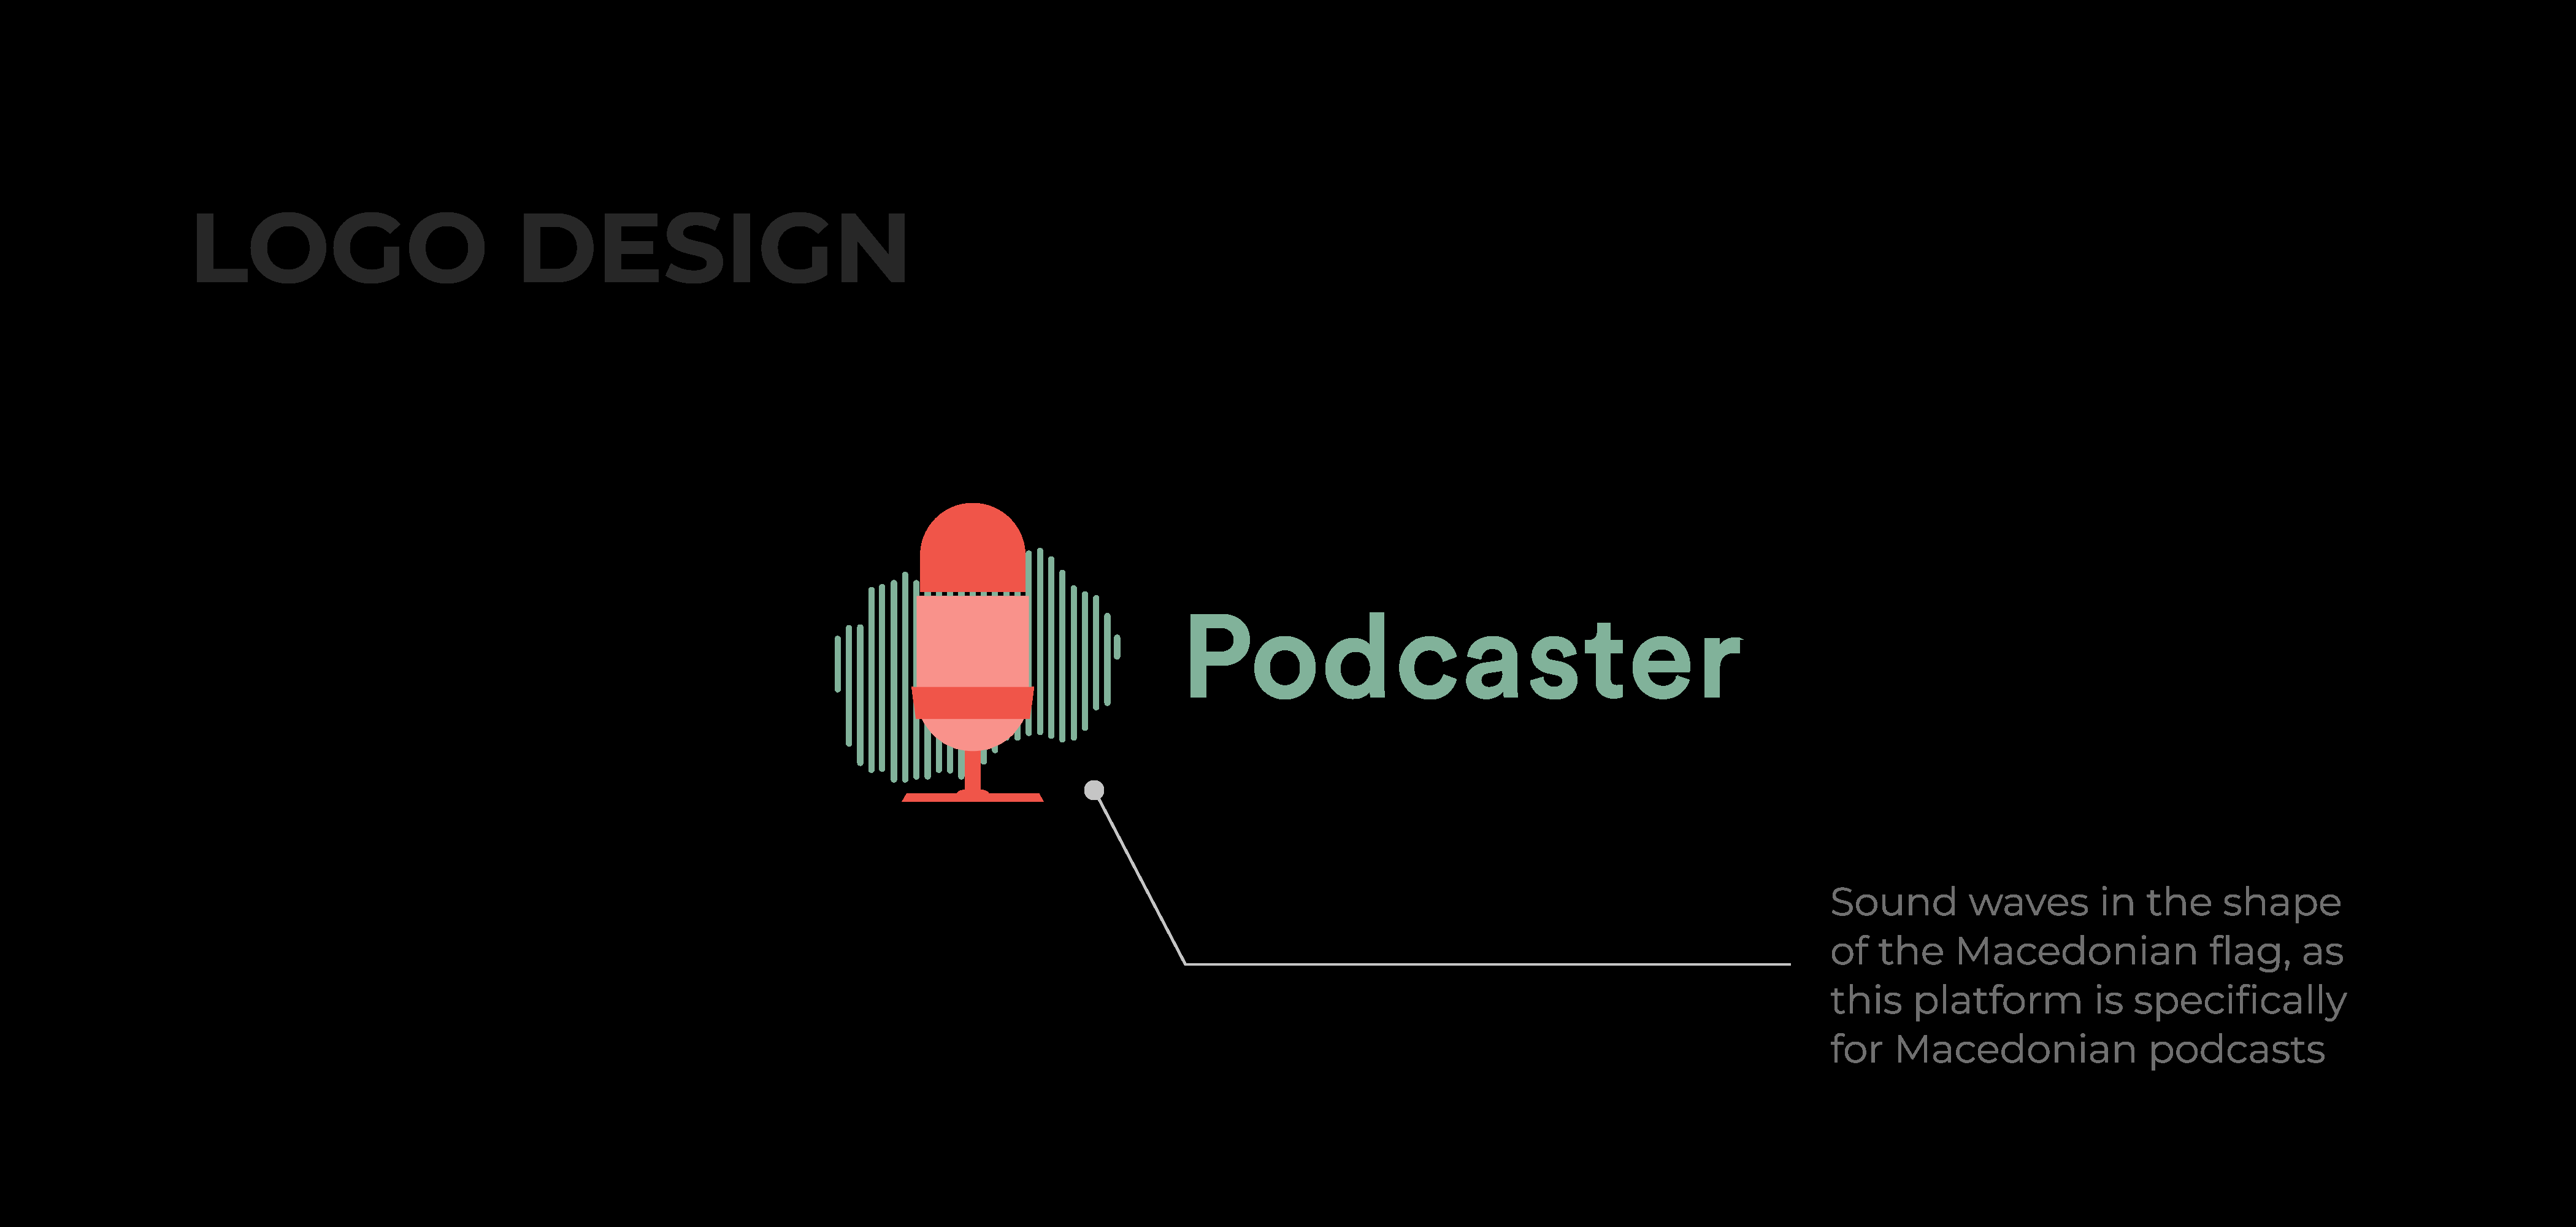 LOGO DESIGN
Podcaster
Sound waves in the shape
of the Macedonian flag, as
this platform is specifically
for Macedonian podcasts